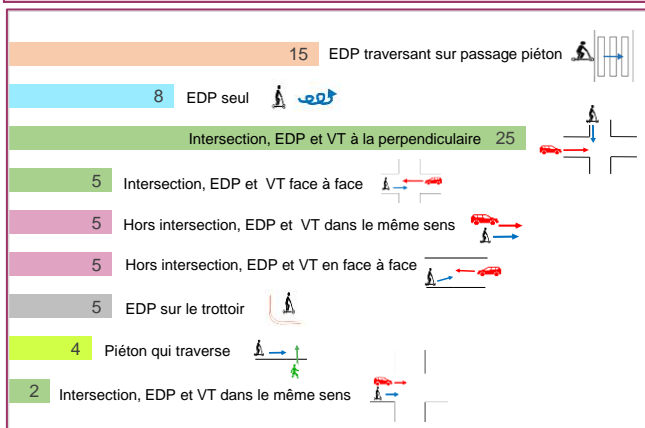 15 EDP traversant sur passage piéton
8 EDP seul
Intersection, EDP et VT à la perpendiculaire 25
5 Intersection, EDP et VT face à face
5 Hors intersection, EDP et VT dans le même sens
5 Hors intersection, EDP et VT en face à face
5 EDP sur le trottoir
4 Piéton qui traverse
2 Intersection, EDP et VT dans le même sens